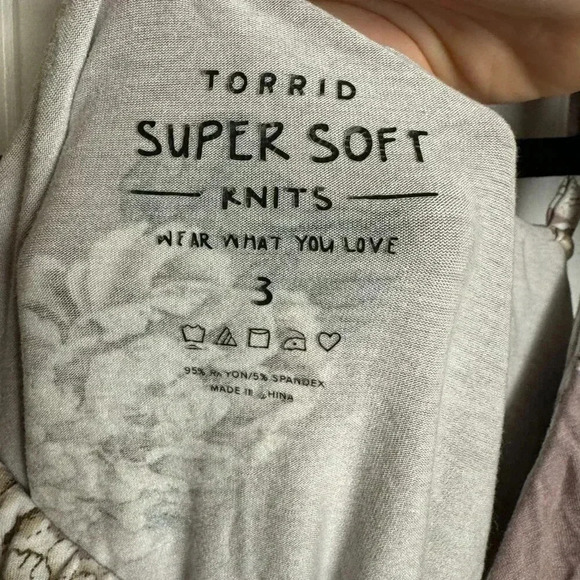 TORRID
SUPER SOFT
KNITS
WEAR WHAT YOU LOVE
3
95% RAYON/5% SPANDEX
MADE IN CHINA